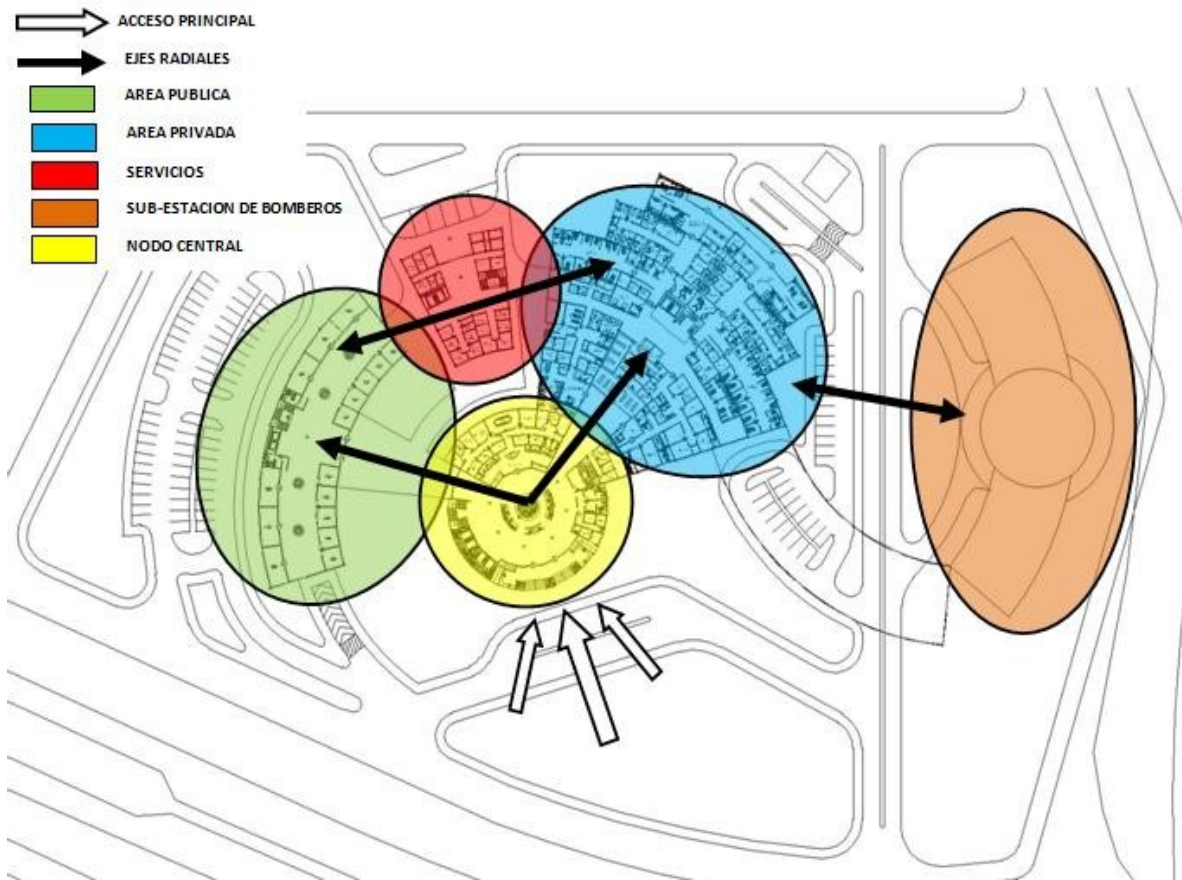 ACCESO PRINCIPAL
EJES RADIALES
AREA PUBLICA
AREA PRIVADA
SERVICIOS
SUB-ESTACION DE BOMBEROS
NODO CENTRAL